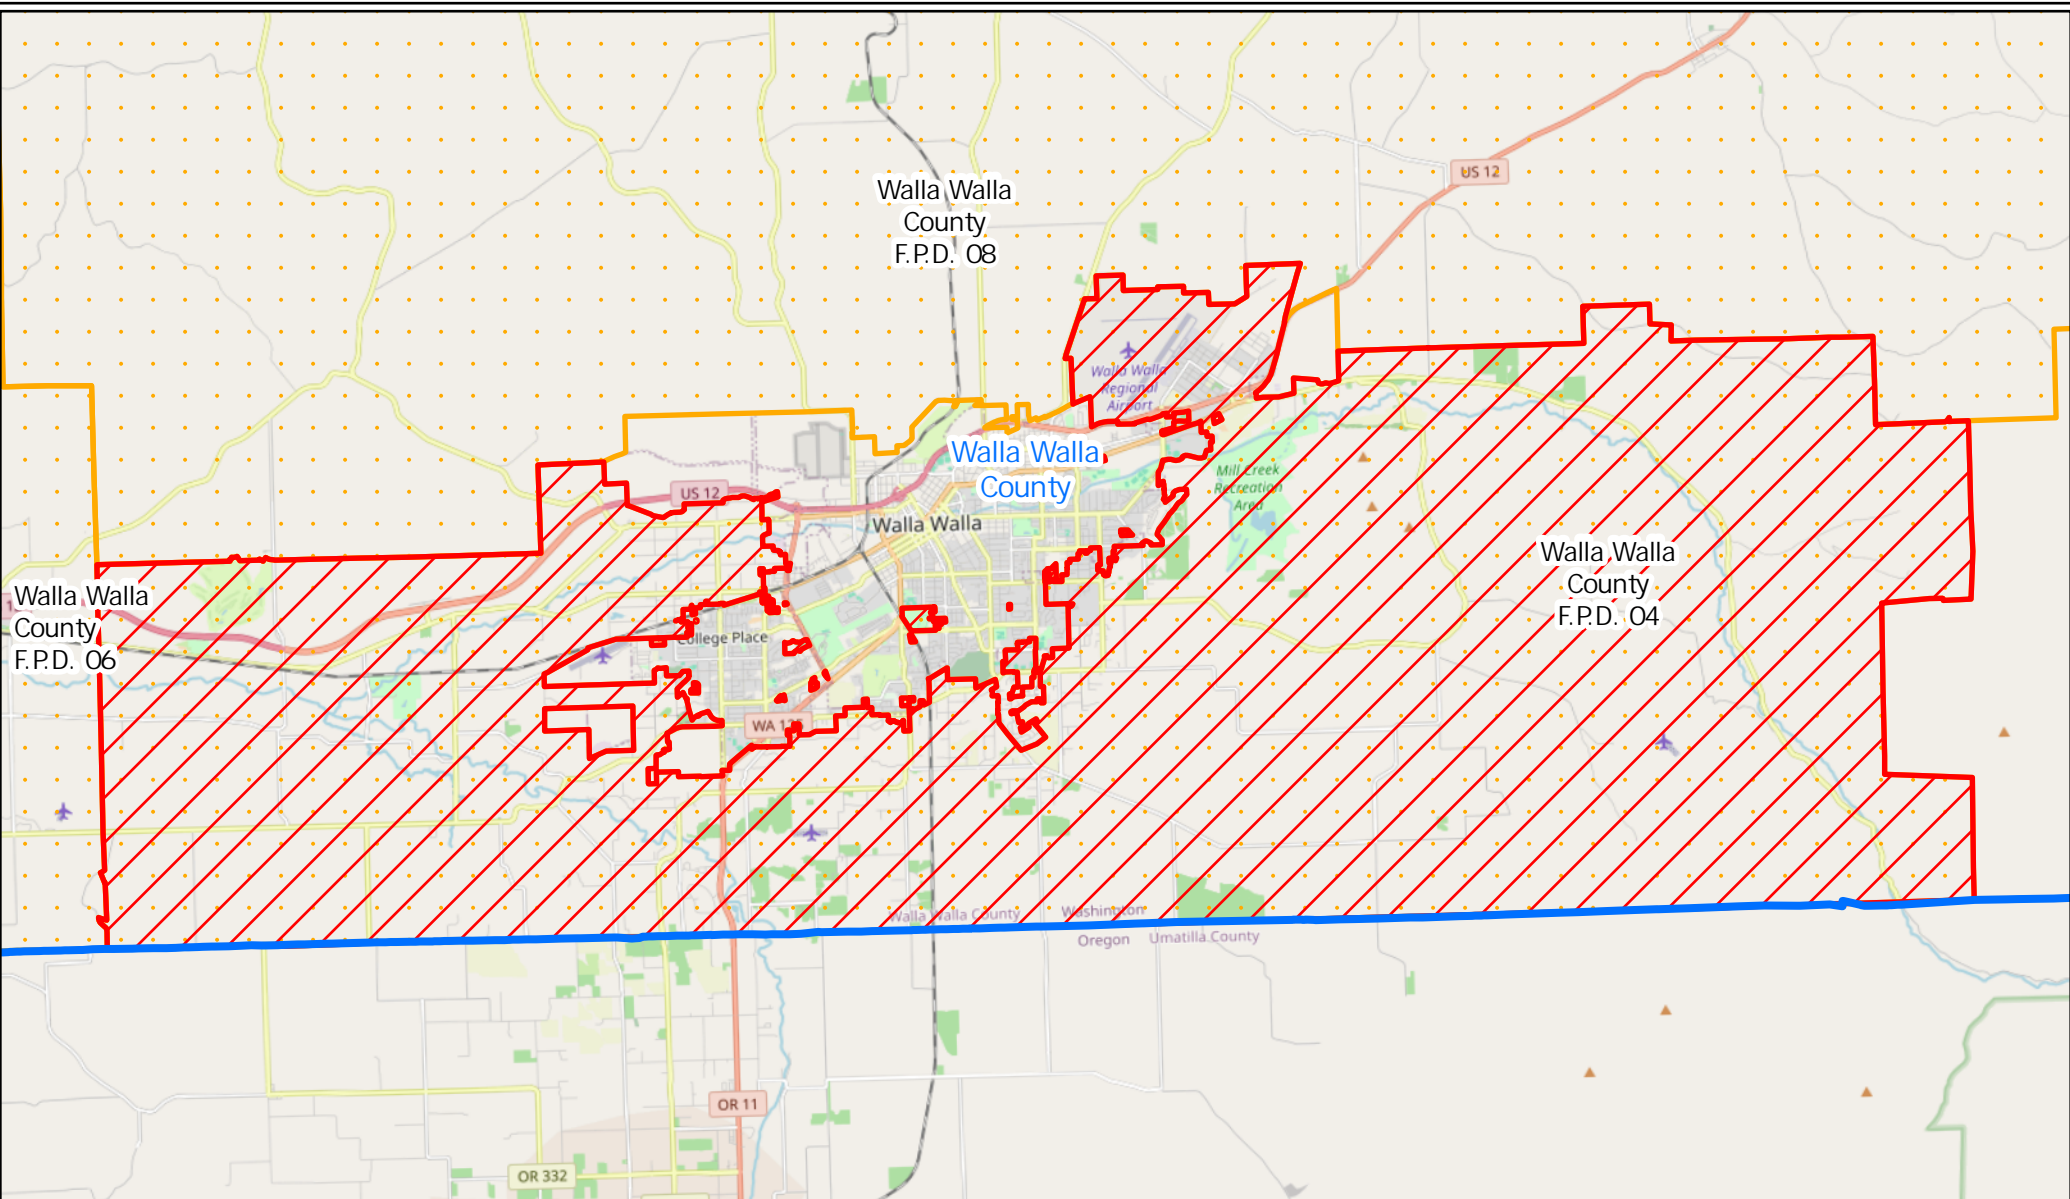 US 12
Walla Walla
County
F.P.D. 08
Walla Walla
Regional
Airport
Walla Walla
County
US 12
Mill Creek
Recreation
Area
Walla Walla
Walla Walla
County
F.P.D. 04
Walla Walla
County
F.P.D. 06
College Place
WA 125
Walla Walla County
Washington
Oregon
Umatilla County
OR 11
OR 332